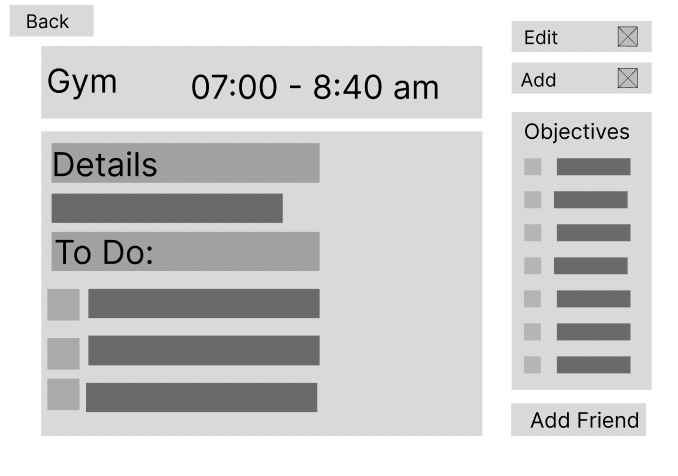 Back
Gym
07:00 - 8:40 am
Details
To Do:
Edit
Add
Objectives
Add Friend